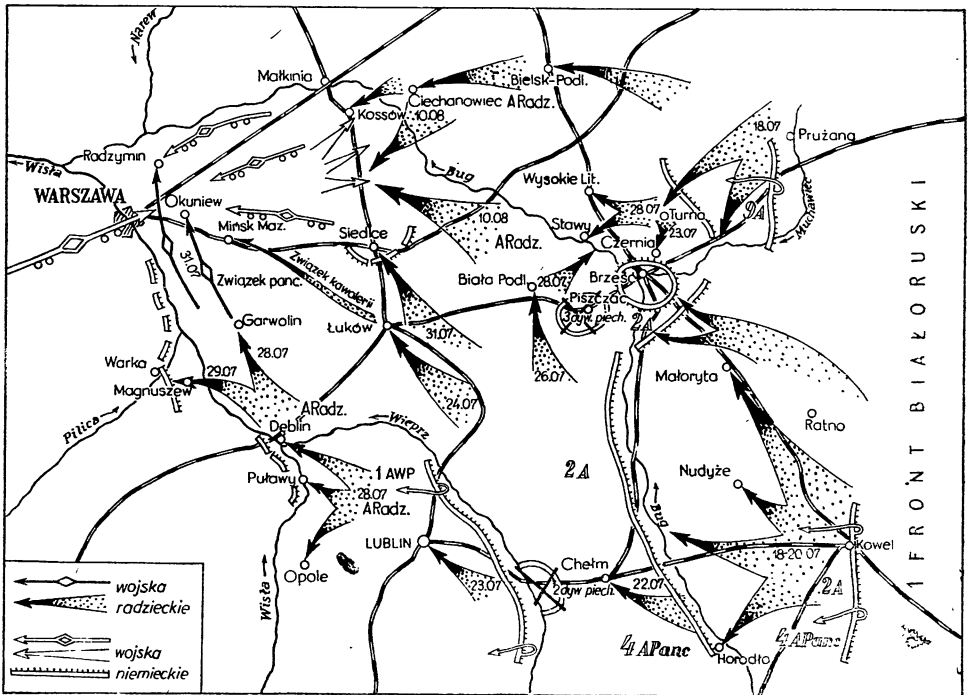 Narew
Małkinia
Bielsk-Podl.
Ciechanowiec ARadz.
Kossów
10.08
18.07
Prużana
Radzymin
Wisła
Bug
Wysokie Lit.
WARSZAWA
Okuniew
28.07
Turna
9A
Muchawiec
10.08
23.07
Mińsk Maz.
Siedlce
ARadz.
Stawy
Czernia
31.07
Związek panc.
Związek kawalerii
Biała Podl.
28.07
Brześć
Piszczac
3dyw. piech.
2A
Garwolin
Łuków
31.07
28.07
Warka
29.07
26.07
Małoryta
Magnuszew
24.07
ARadz.
Ratno
Pilica
Wieprz
Dęblin
1 AWP
2 A
Nudyże
Puławy
28.07
ARadz.
Bug
LUBLIN
Kowel
18-20.07
Opole
Chełm
23.07
2dyw. piech.
22.07
2A
Wisła
4 APanc
4 APanc
Horodło
1 FRONT BIAŁORUSKI
wojska
radzieckie
wojska
niemieckie